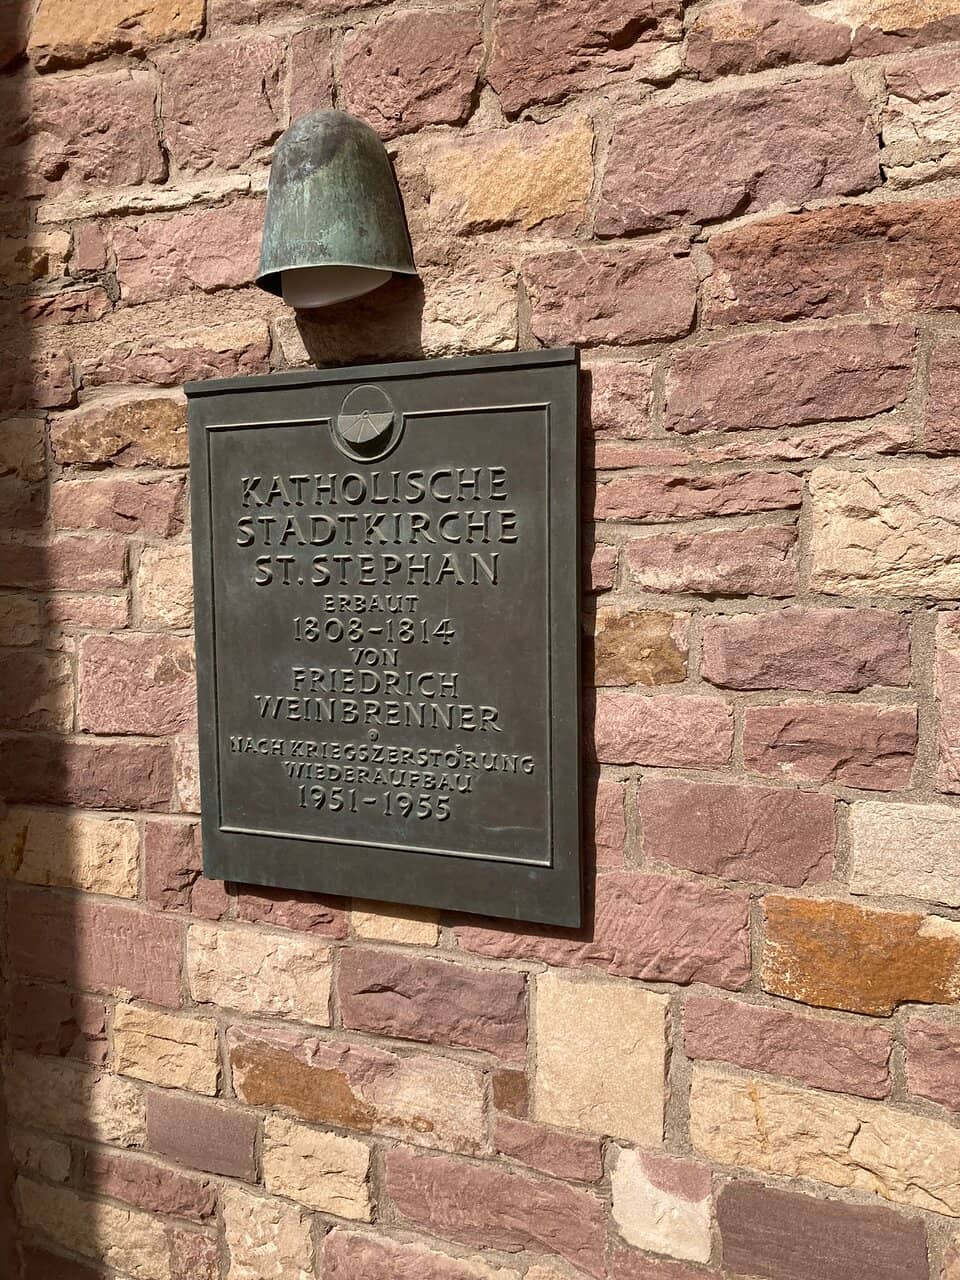 KATHOLISCHE
STADTKIRCHE
ST. STEPHAN
ERBAUT
1808-1814
VON
FRIEDRICH
WEINBRENNER
NACH KRIEGSZERSTÖRUNG
WIEDERAUFBAU
1951-1955